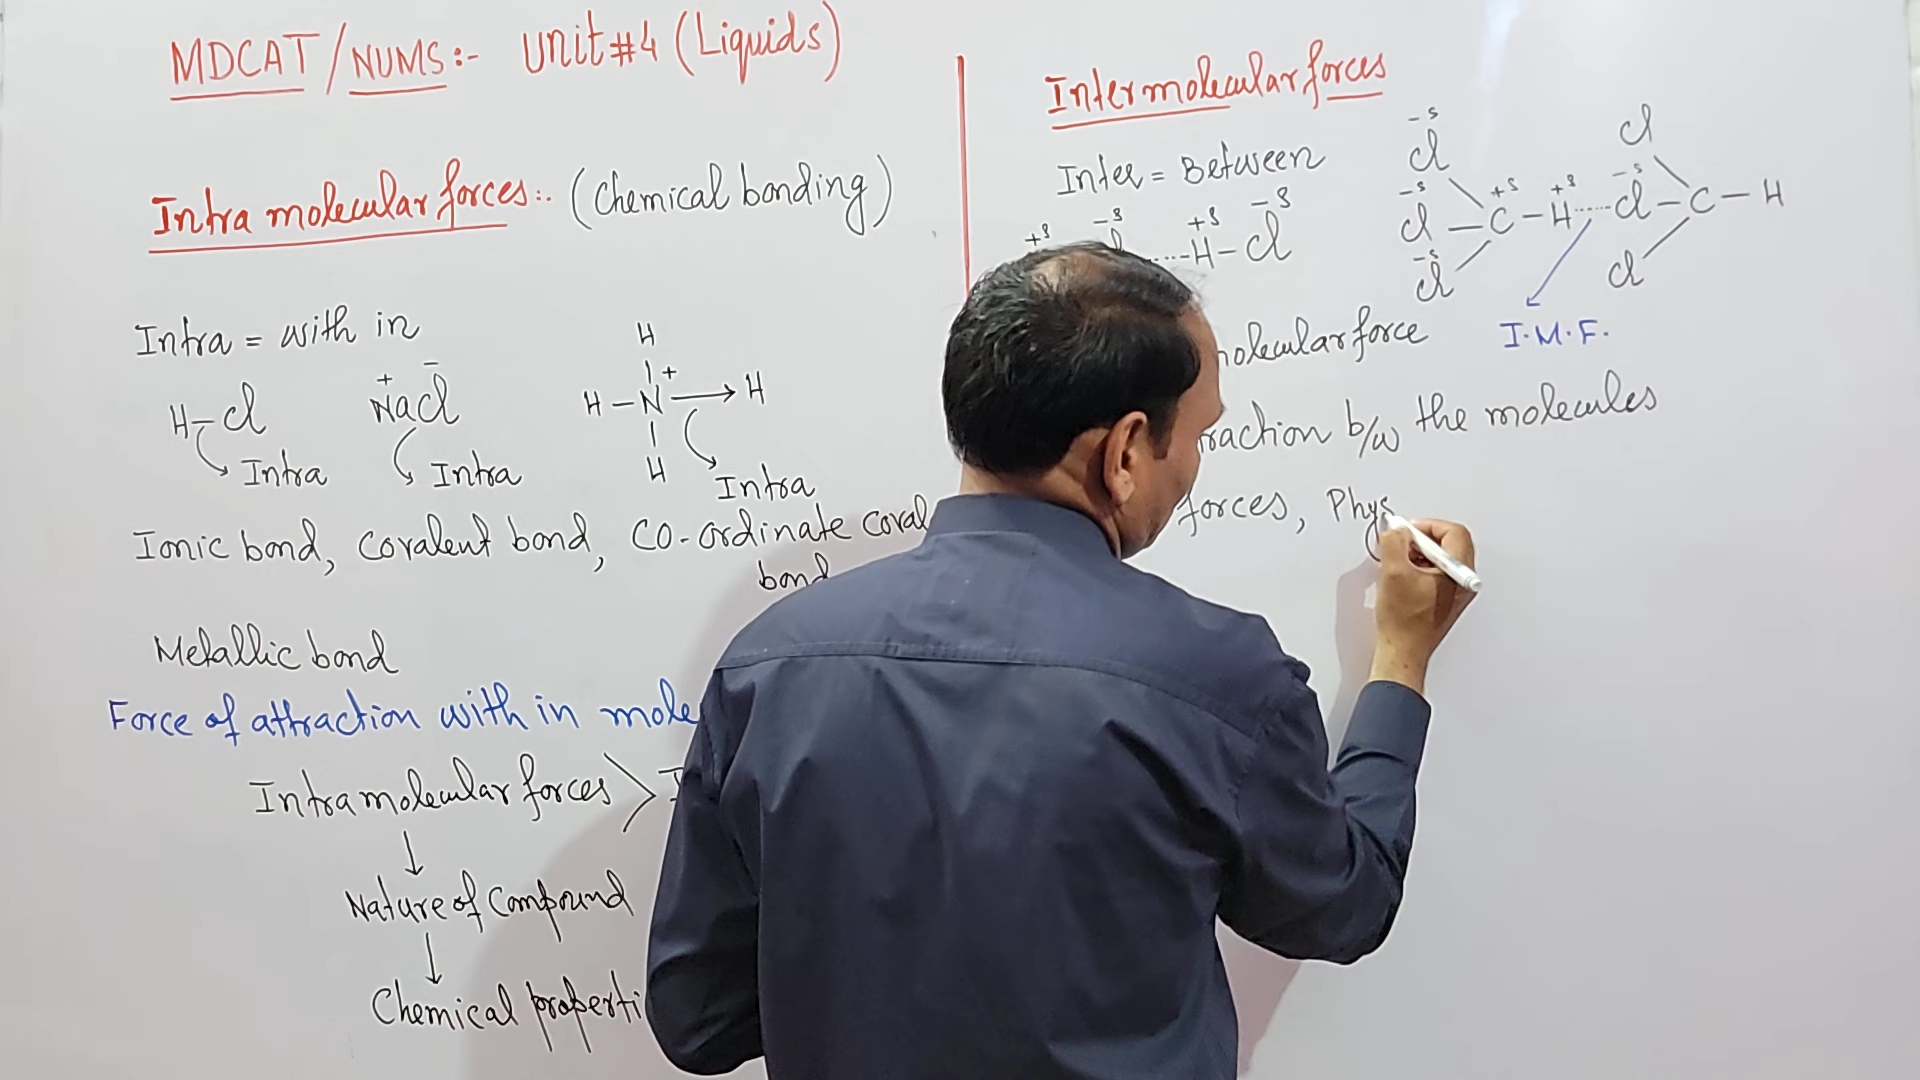 MDCAT/NUMS:- Unit#4 (Liquids)
Intra molecular forces:. (Chemical bonding)
Intra = with in
H-Cl
Intra
+ -
NaCl
Intra
H
+
H-N→H
H
Intra
Ionic bond, covalent bond, co-ordinate coval
bond
Metallic bond
Force of attraction with in mole
Intramolecular forces > I
↓
Nature of Compound
↓
Chemical properti
Intermolecular forces
Inter = Between
+δ -δ +δ -δ
H-Cl
-δ
Cl
-δ +δ +δ -δ
Cl-C-H......Cl-C-H
-δ
Cl
Cl
Cl
I.M.F.
molecular force
raction b/w the molecules
forces, Phys